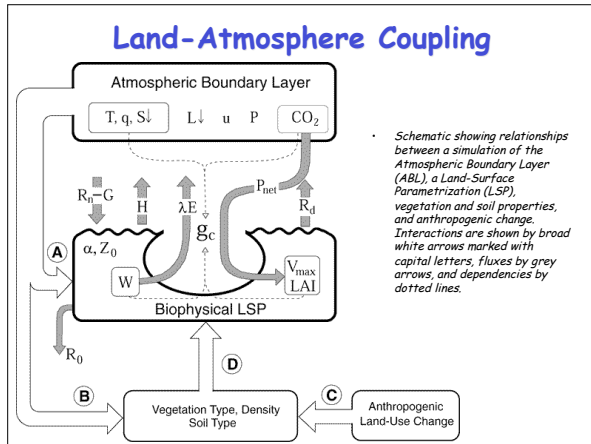 Land-Atmosphere Coupling
Atmospheric Boundary Layer
T, q, S↓ L↓ u P CO₂
Rₙ–G
H
λE
g꜀
Pₙₑₜ
R_d
A
α, Z₀
W
Vₘₐₓ
LAI
Biophysical LSP
R₀
D
B
C
Vegetation Type, Density
Soil Type
Anthropogenic
Land-Use Change
• Schematic showing relationships
between a simulation of the
Atmospheric Boundary Layer
(ABL), a Land-Surface
Parametrization (LSP),
vegetation and soil properties,
and anthropogenic change.
Interactions are shown by broad
white arrows marked with
capital letters, fluxes by grey
arrows, and dependencies by
dotted lines.